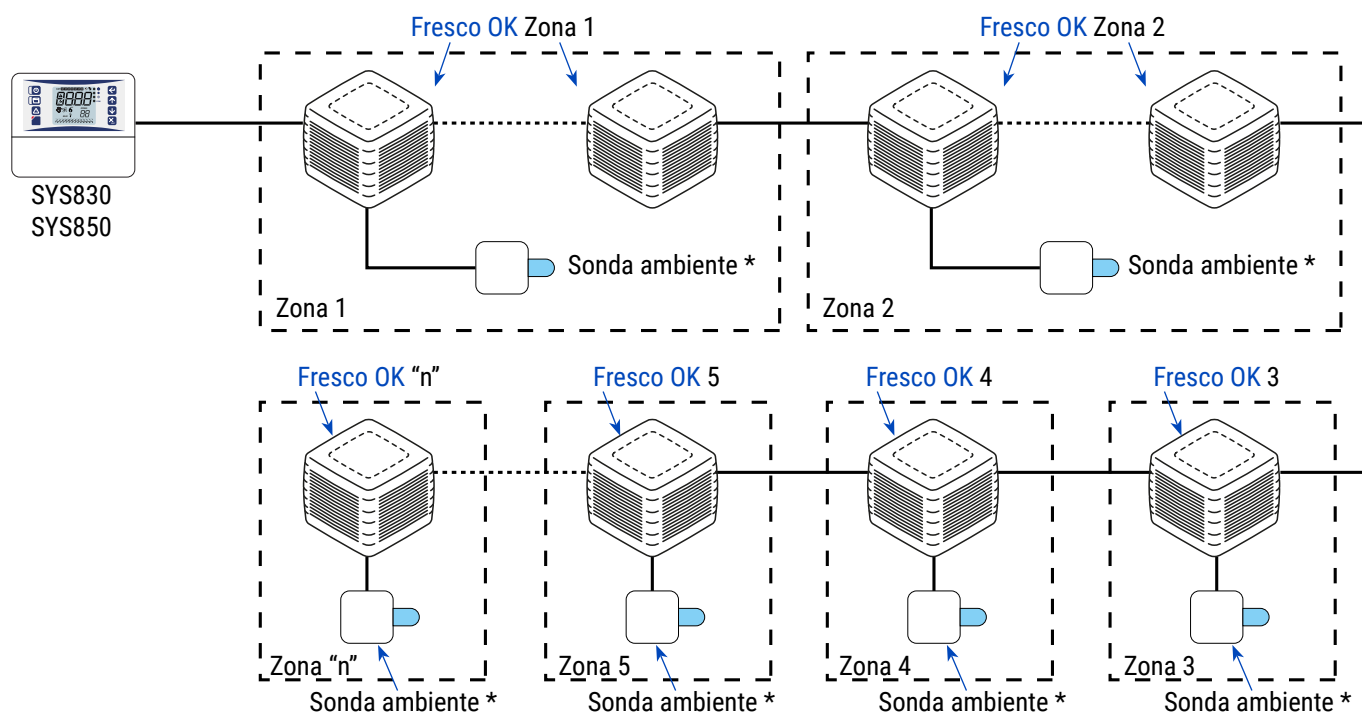 Fresco OK Zona 1
Fresco OK Zona 2
SYS830
SYS850
Sonda ambiente *
Sonda ambiente *
Zona 1
Zona 2
Fresco OK “n”
Fresco OK 5
Fresco OK 4
Fresco OK 3
Zona “n”
Zona 5
Zona 4
Zona 3
Sonda ambiente *
Sonda ambiente *
Sonda ambiente *
Sonda ambiente *